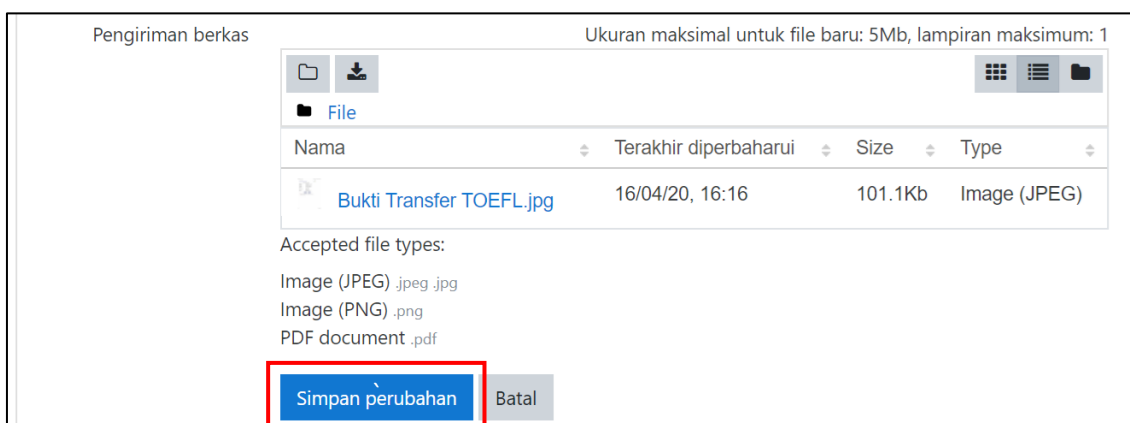 Pengiriman berkas Ukuran maksimal untuk file baru: 5Mb, lampiran maksimum: 1
File
Nama Terakhir diperbaharui Size Type
Bukti Transfer TOEFL.jpg 16/04/20, 16:16 101.1Kb Image (JPEG)
Accepted file types:
Image (JPEG) .jpeg .jpg
Image (PNG) .png
PDF document .pdf
Simpan perubahan Batal